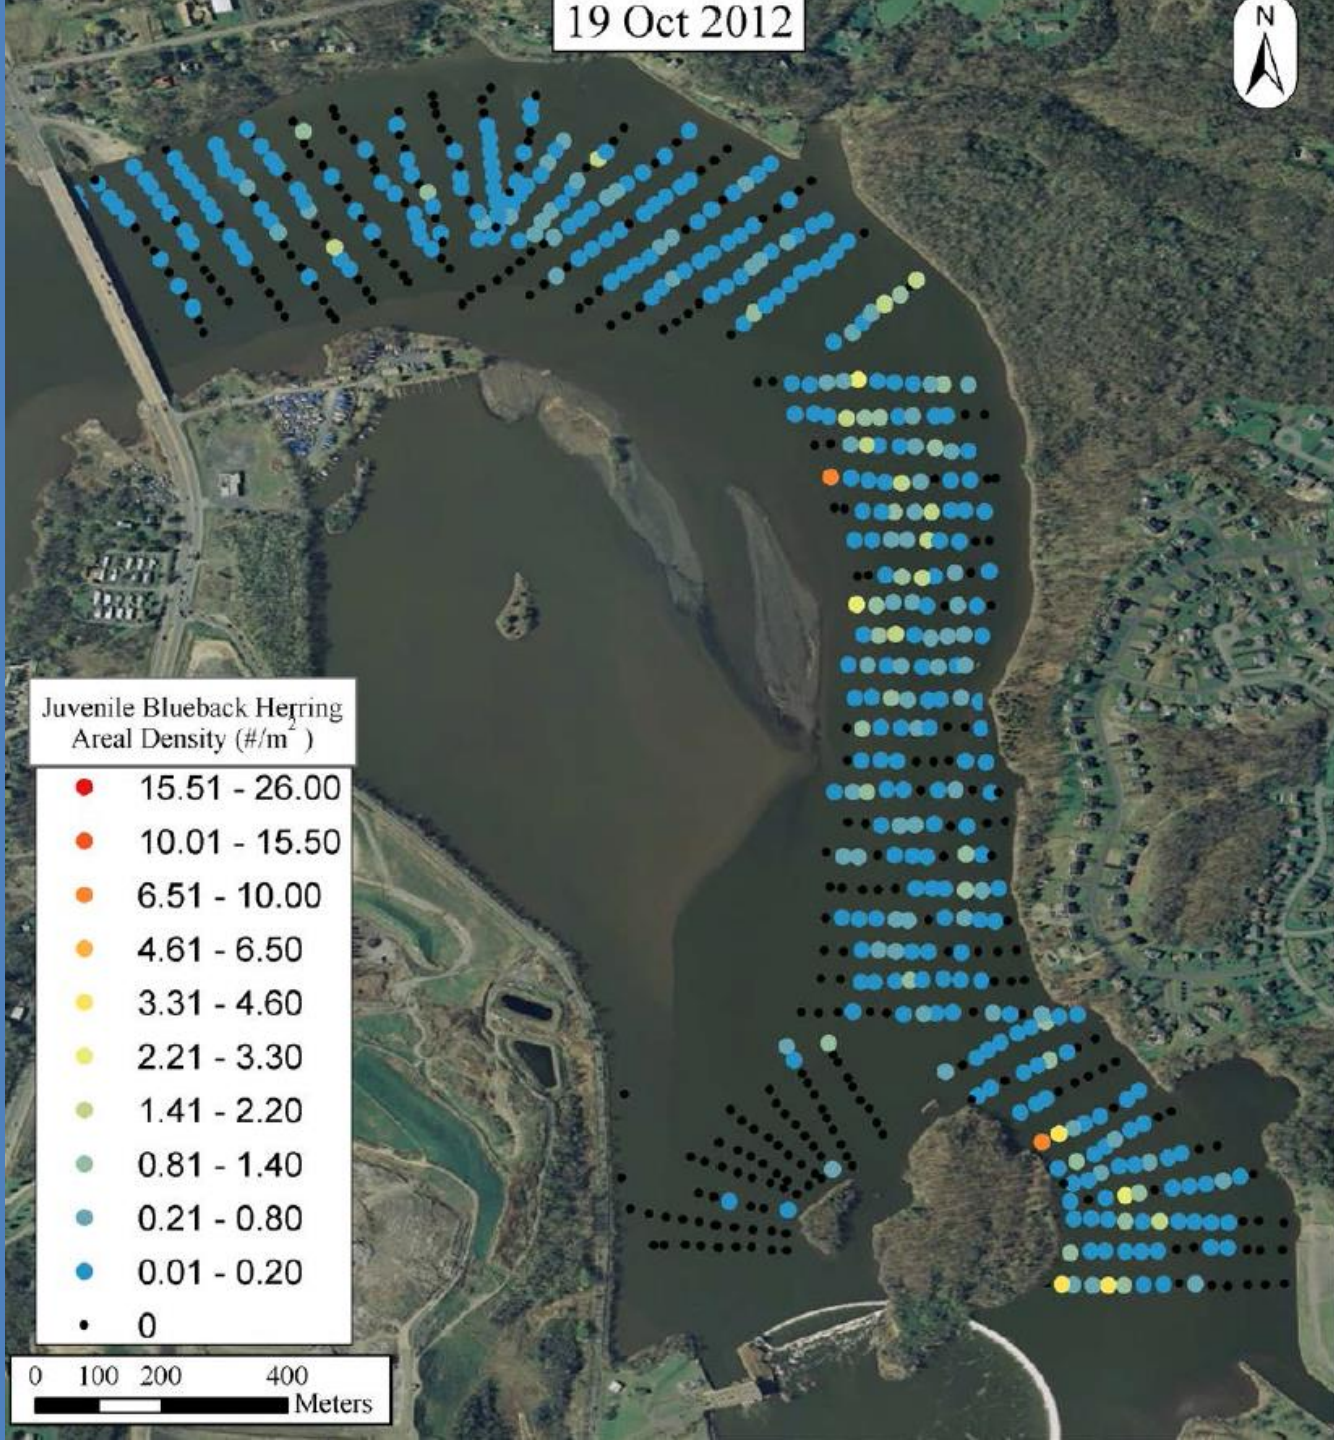 19 Oct 2012
N
Juvenile Blueback Herring
Areal Density (#/m²)
15.51 - 26.00
10.01 - 15.50
6.51 - 10.00
4.61 - 6.50
3.31 - 4.60
2.21 - 3.30
1.41 - 2.20
0.81 - 1.40
0.21 - 0.80
0.01 - 0.20
0
0 100 200 400
Meters